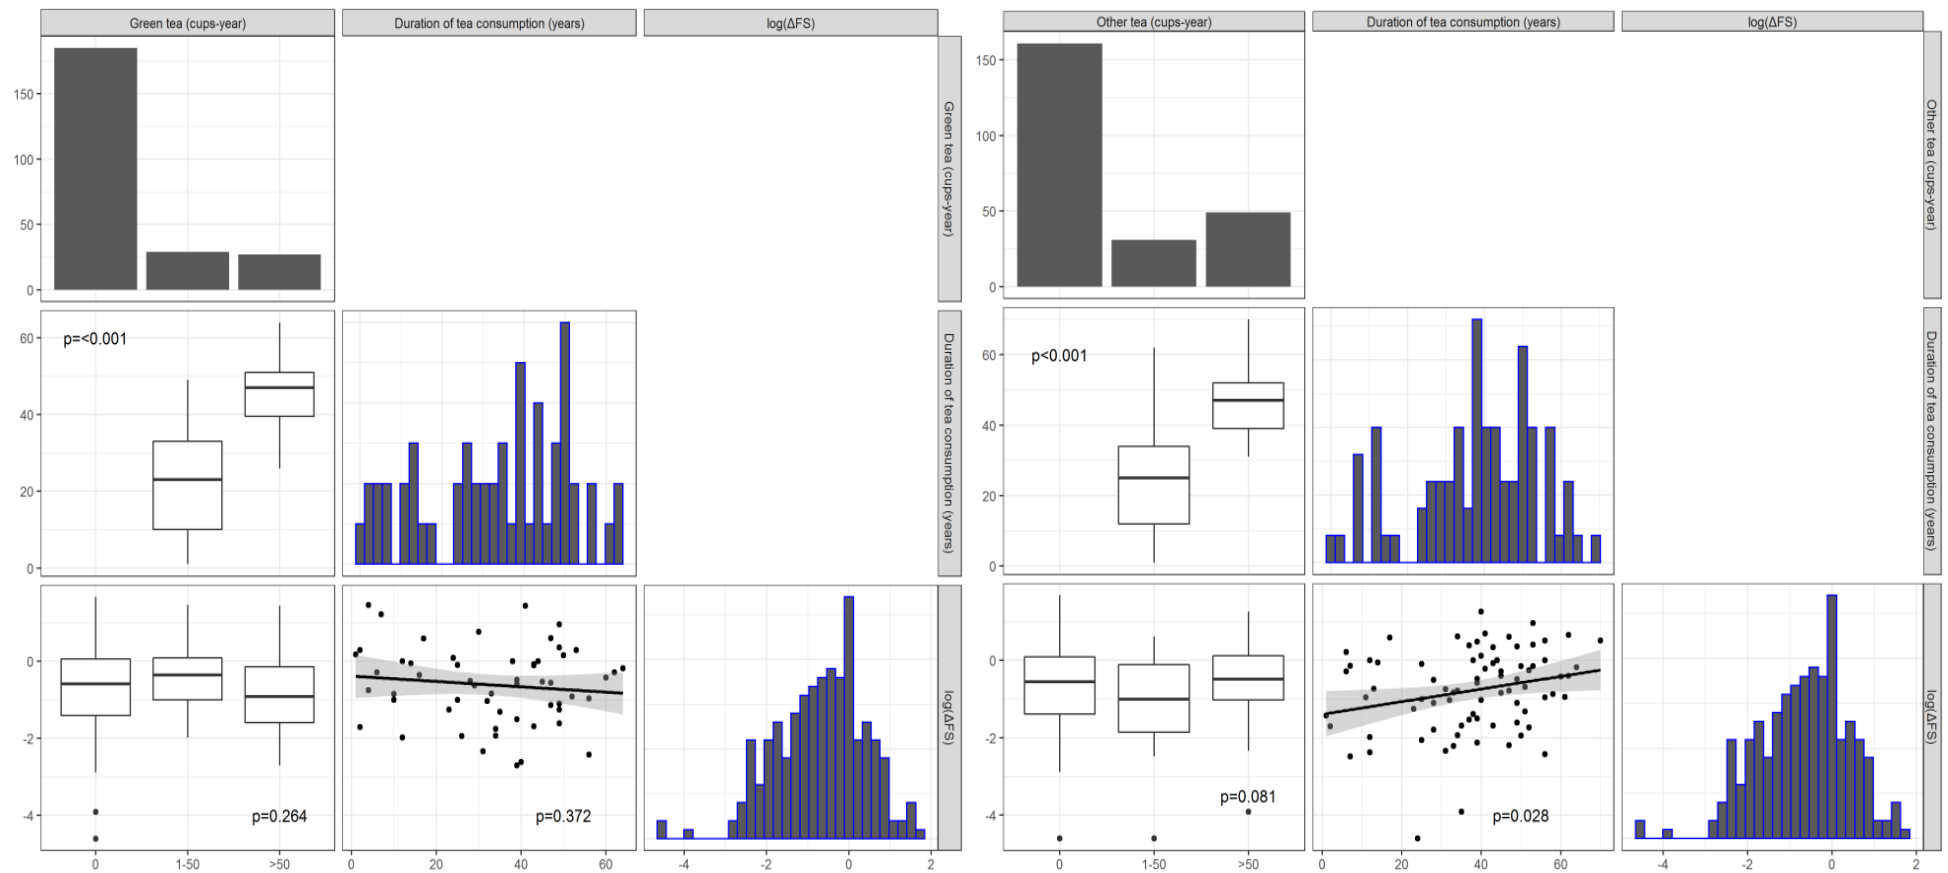 Green tea (cups-year)
Duration of tea consumption (years)
log(ΔFS)
Other tea (cups-year)
Duration of tea consumption (years)
log(ΔFS)
150
100
50
0
Green tea (cups-year)
150
100
50
0
Other tea (cups-year)
p=<0.001
60
40
20
0
Duration of tea consumption (years)
p<0.001
60
40
20
0
Duration of tea consumption (years)
0
-2
-4
p=0.264
p=0.372
log(ΔFS)
0
-2
-4
p=0.081
p=0.028
log(ΔFS)
0
1-50
>50
0
20
40
60
-4
-2
0
2
0
1-50
>50
0
20
40
60
-4
-2
0
2